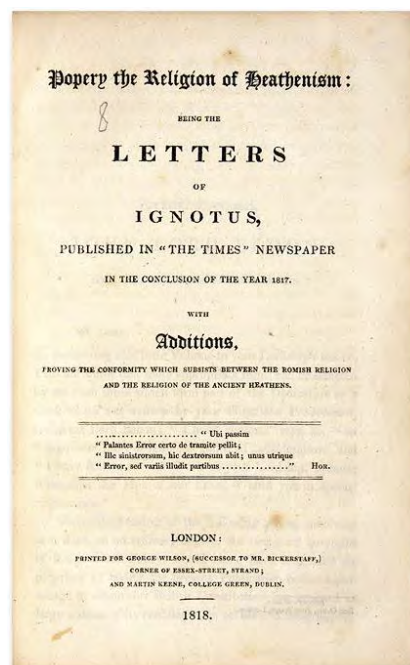 Popery the Religion of Heathenism:
8
BEING THE
LETTERS
OF
IGNOTUS,
PUBLISHED IN "THE TIMES" NEWSPAPER
IN THE CONCLUSION OF THE YEAR 1817.
WITH
Additions,
PROVING THE CONFORMITY WHICH SUBSISTS BETWEEN THE ROMISH RELIGION
AND THE RELIGION OF THE ANCIENT HEATHENS.
........................ " Ubi passim
" Palantes Error certo de tramite pellit;
" Ille sinistrorsum, hic dextrorsum abit; unus utrique
" Error, sed variis illudit partibus ................" HOR.
LONDON:
PRINTED FOR GEORGE WILSON, (SUCCESSOR TO MR. BICKERSTAFF,)
CORNER OF ESSEX-STREET, STRAND;
AND MARTIN KEENE, COLLEGE GREEN, DUBLIN.
1818.